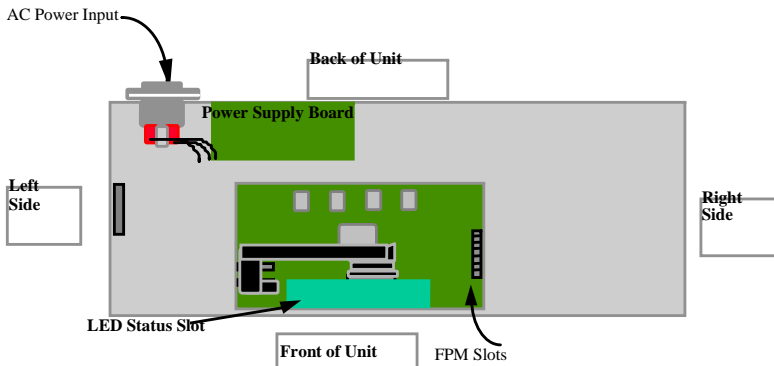 AC Power Input
Back of Unit
Power Supply Board
Left
Side
Right
Side
LED Status Slot
Front of Unit
FPM Slots